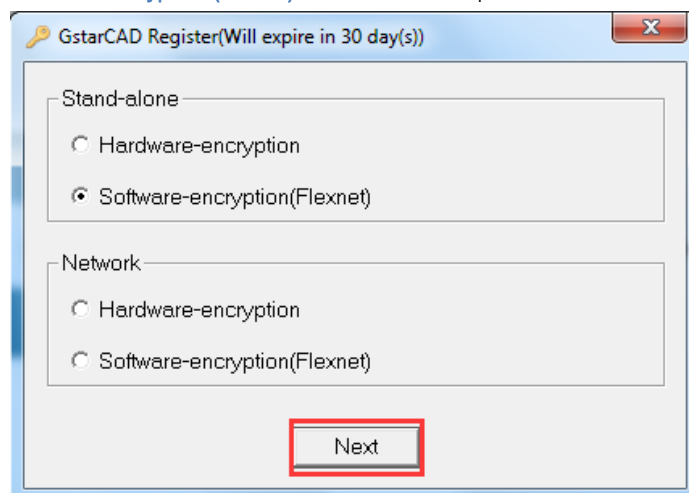 GstarCAD Register(Will expire in 30 day(s))
Stand-alone
Hardware-encryption
Software-encryption(Flexnet)
Network
Hardware-encryption
Software-encryption(Flexnet)
Next